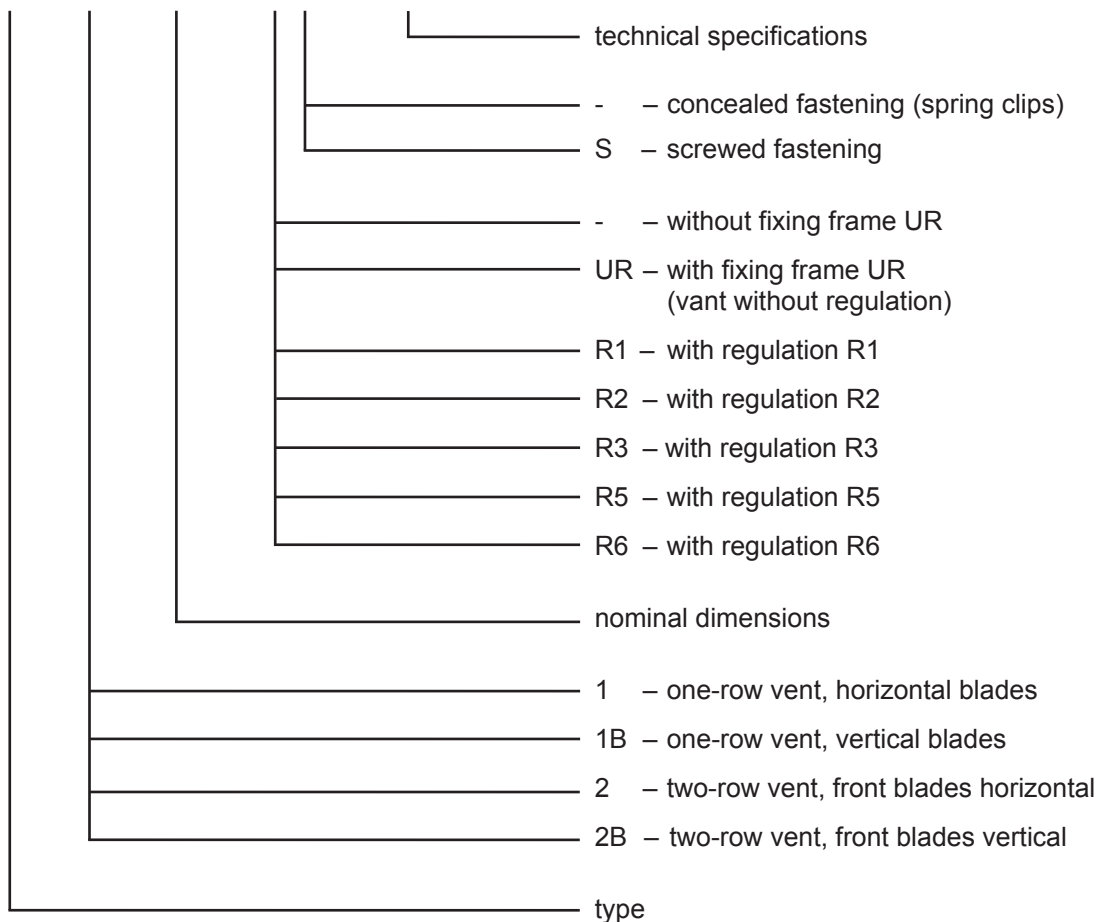 technical specifications
- – concealed fastening (spring clips)
S – screwed fastening
- – without fixing frame UR
UR – with fixing frame UR
(vant without regulation)
R1 – with regulation R1
R2 – with regulation R2
R3 – with regulation R3
R5 – with regulation R5
R6 – with regulation R6
nominal dimensions
1 – one-row vent, horizontal blades
1B – one-row vent, vertical blades
2 – two-row vent, front blades horizontal
2B – two-row vent, front blades vertical
type